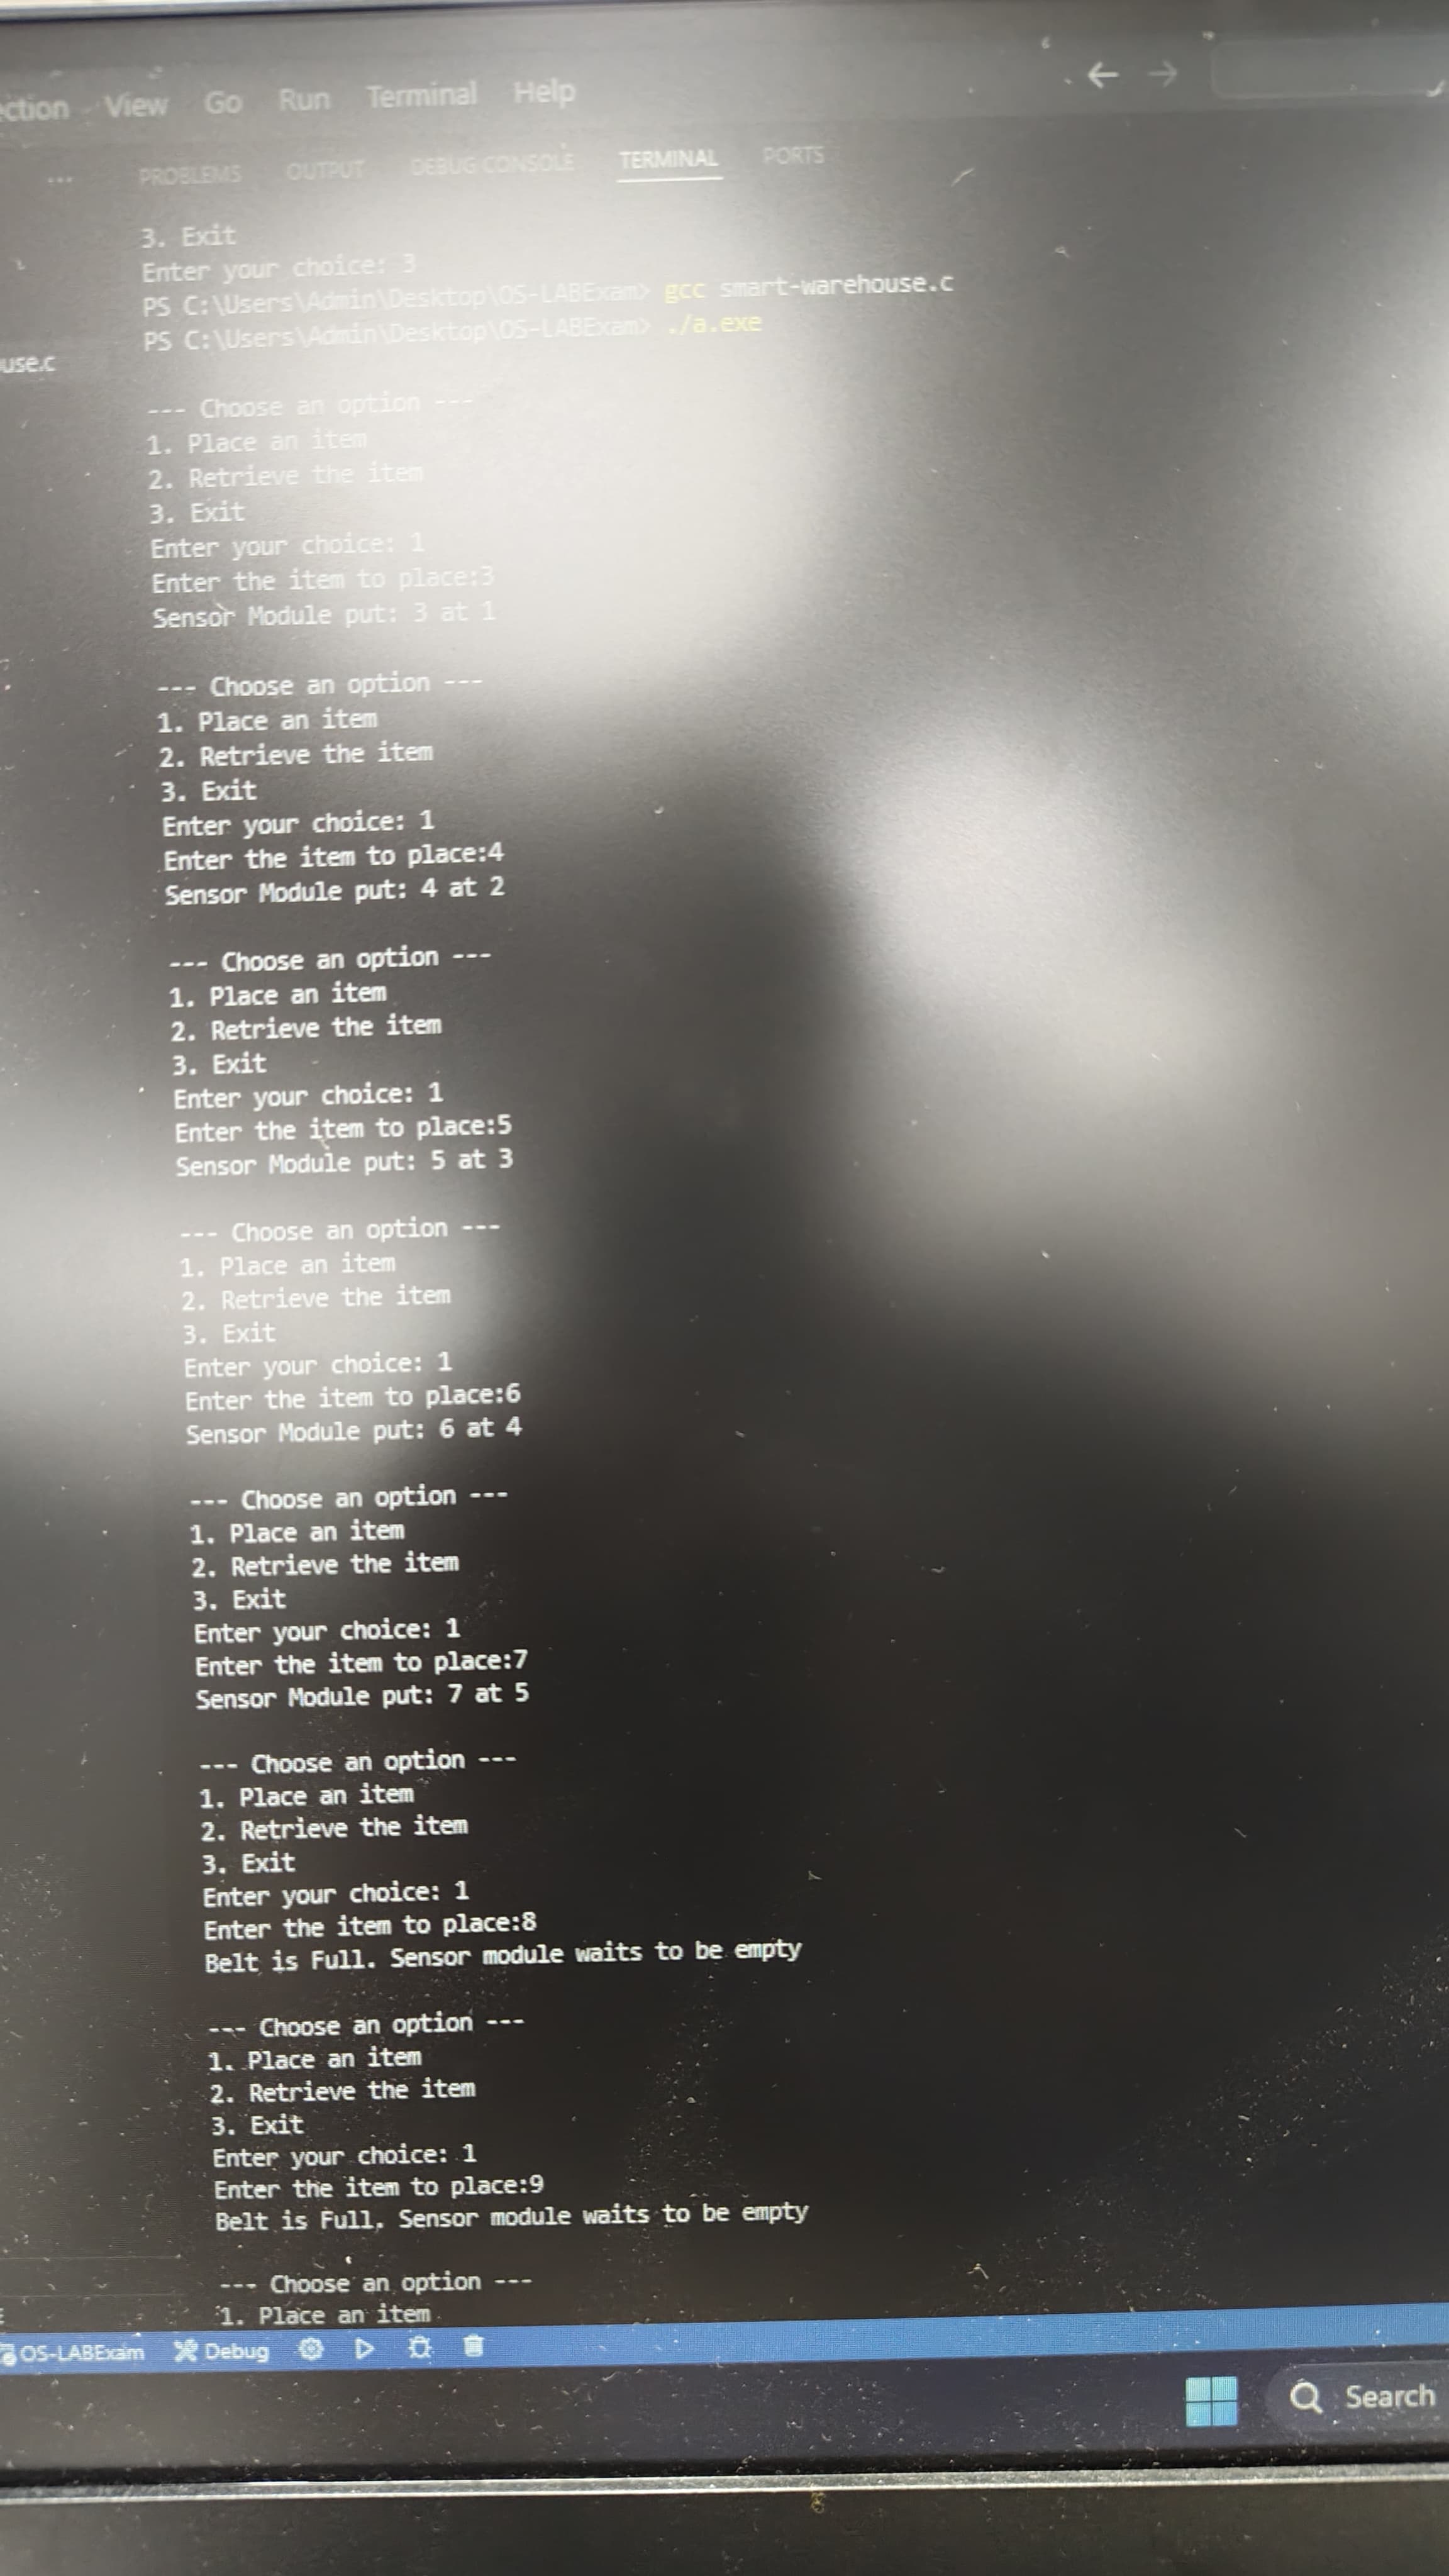 ection View Go Run Terminal Help
... PROBLEMS OUTPUT DEBUG CONSOLE TERMINAL PORTS
3. Exit
Enter your choice: 3
PS C:\Users\Admin\Desktop\OS-LABExam> gcc smart-warehouse.c
PS C:\Users\Admin\Desktop\OS-LABExam> ./a.exe
use.c
--- Choose an option ---
1. Place an item
2. Retrieve the item
3. Exit
Enter your choice: 1
Enter the item to place:3
Sensor Module put: 3 at 1
--- Choose an option ---
1. Place an item
2. Retrieve the item
3. Exit
Enter your choice: 1
Enter the item to place:4
Sensor Module put: 4 at 2
--- Choose an option ---
1. Place an item
2. Retrieve the item
3. Exit
Enter your choice: 1
Enter the item to place:5
Sensor Module put: 5 at 3
--- Choose an option ---
1. Place an item
2. Retrieve the item
3. Exit
Enter your choice: 1
Enter the item to place:6
Sensor Module put: 6 at 4
--- Choose an option ---
1. Place an item
2. Retrieve the item
3. Exit
Enter your choice: 1
Enter the item to place:7
Sensor Module put: 7 at 5
--- Choose an option ---
1. Place an item
2. Retrieve the item
3. Exit
Enter your choice: 1
Enter the item to place:8
Belt is Full. Sensor module waits to be empty
--- Choose an option ---
1. Place an item
2. Retrieve the item
3. Exit
Enter your choice: 1
Enter the item to place:9
Belt is Full. Sensor module waits to be empty
--- Choose an option ---
1. Place an item
OS-LABExam Debug
Search